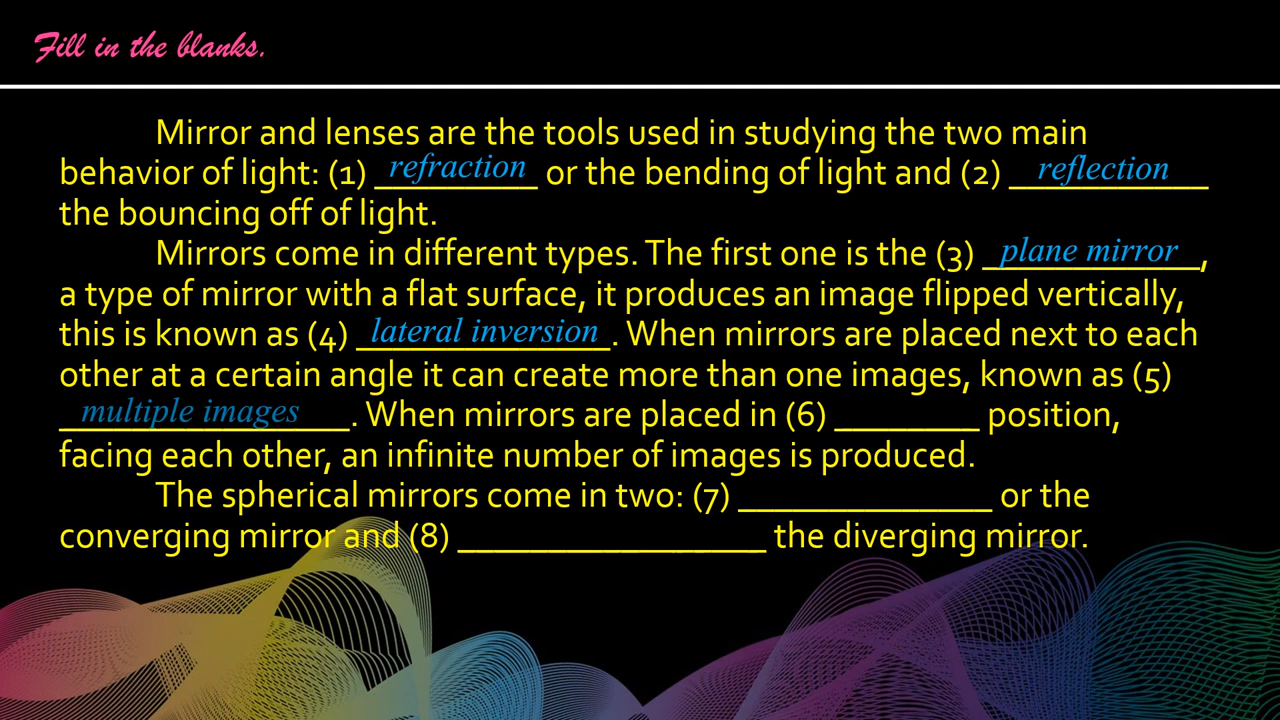 Fill in the blanks.
Mirror and lenses are the tools used in studying the two main
behavior of light: (1) refraction or the bending of light and (2) reflection
the bouncing off of light.
Mirrors come in different types. The first one is the (3) plane mirror,
a type of mirror with a flat surface, it produces an image flipped vertically,
this is known as (4) lateral inversion. When mirrors are placed next to each
other at a certain angle it can create more than one images, known as (5)
multiple images. When mirrors are placed in (6) ________ position,
facing each other, an infinite number of images is produced.
The spherical mirrors come in two: (7) ______________ or the
converging mirror and (8) _________________ the diverging mirror.